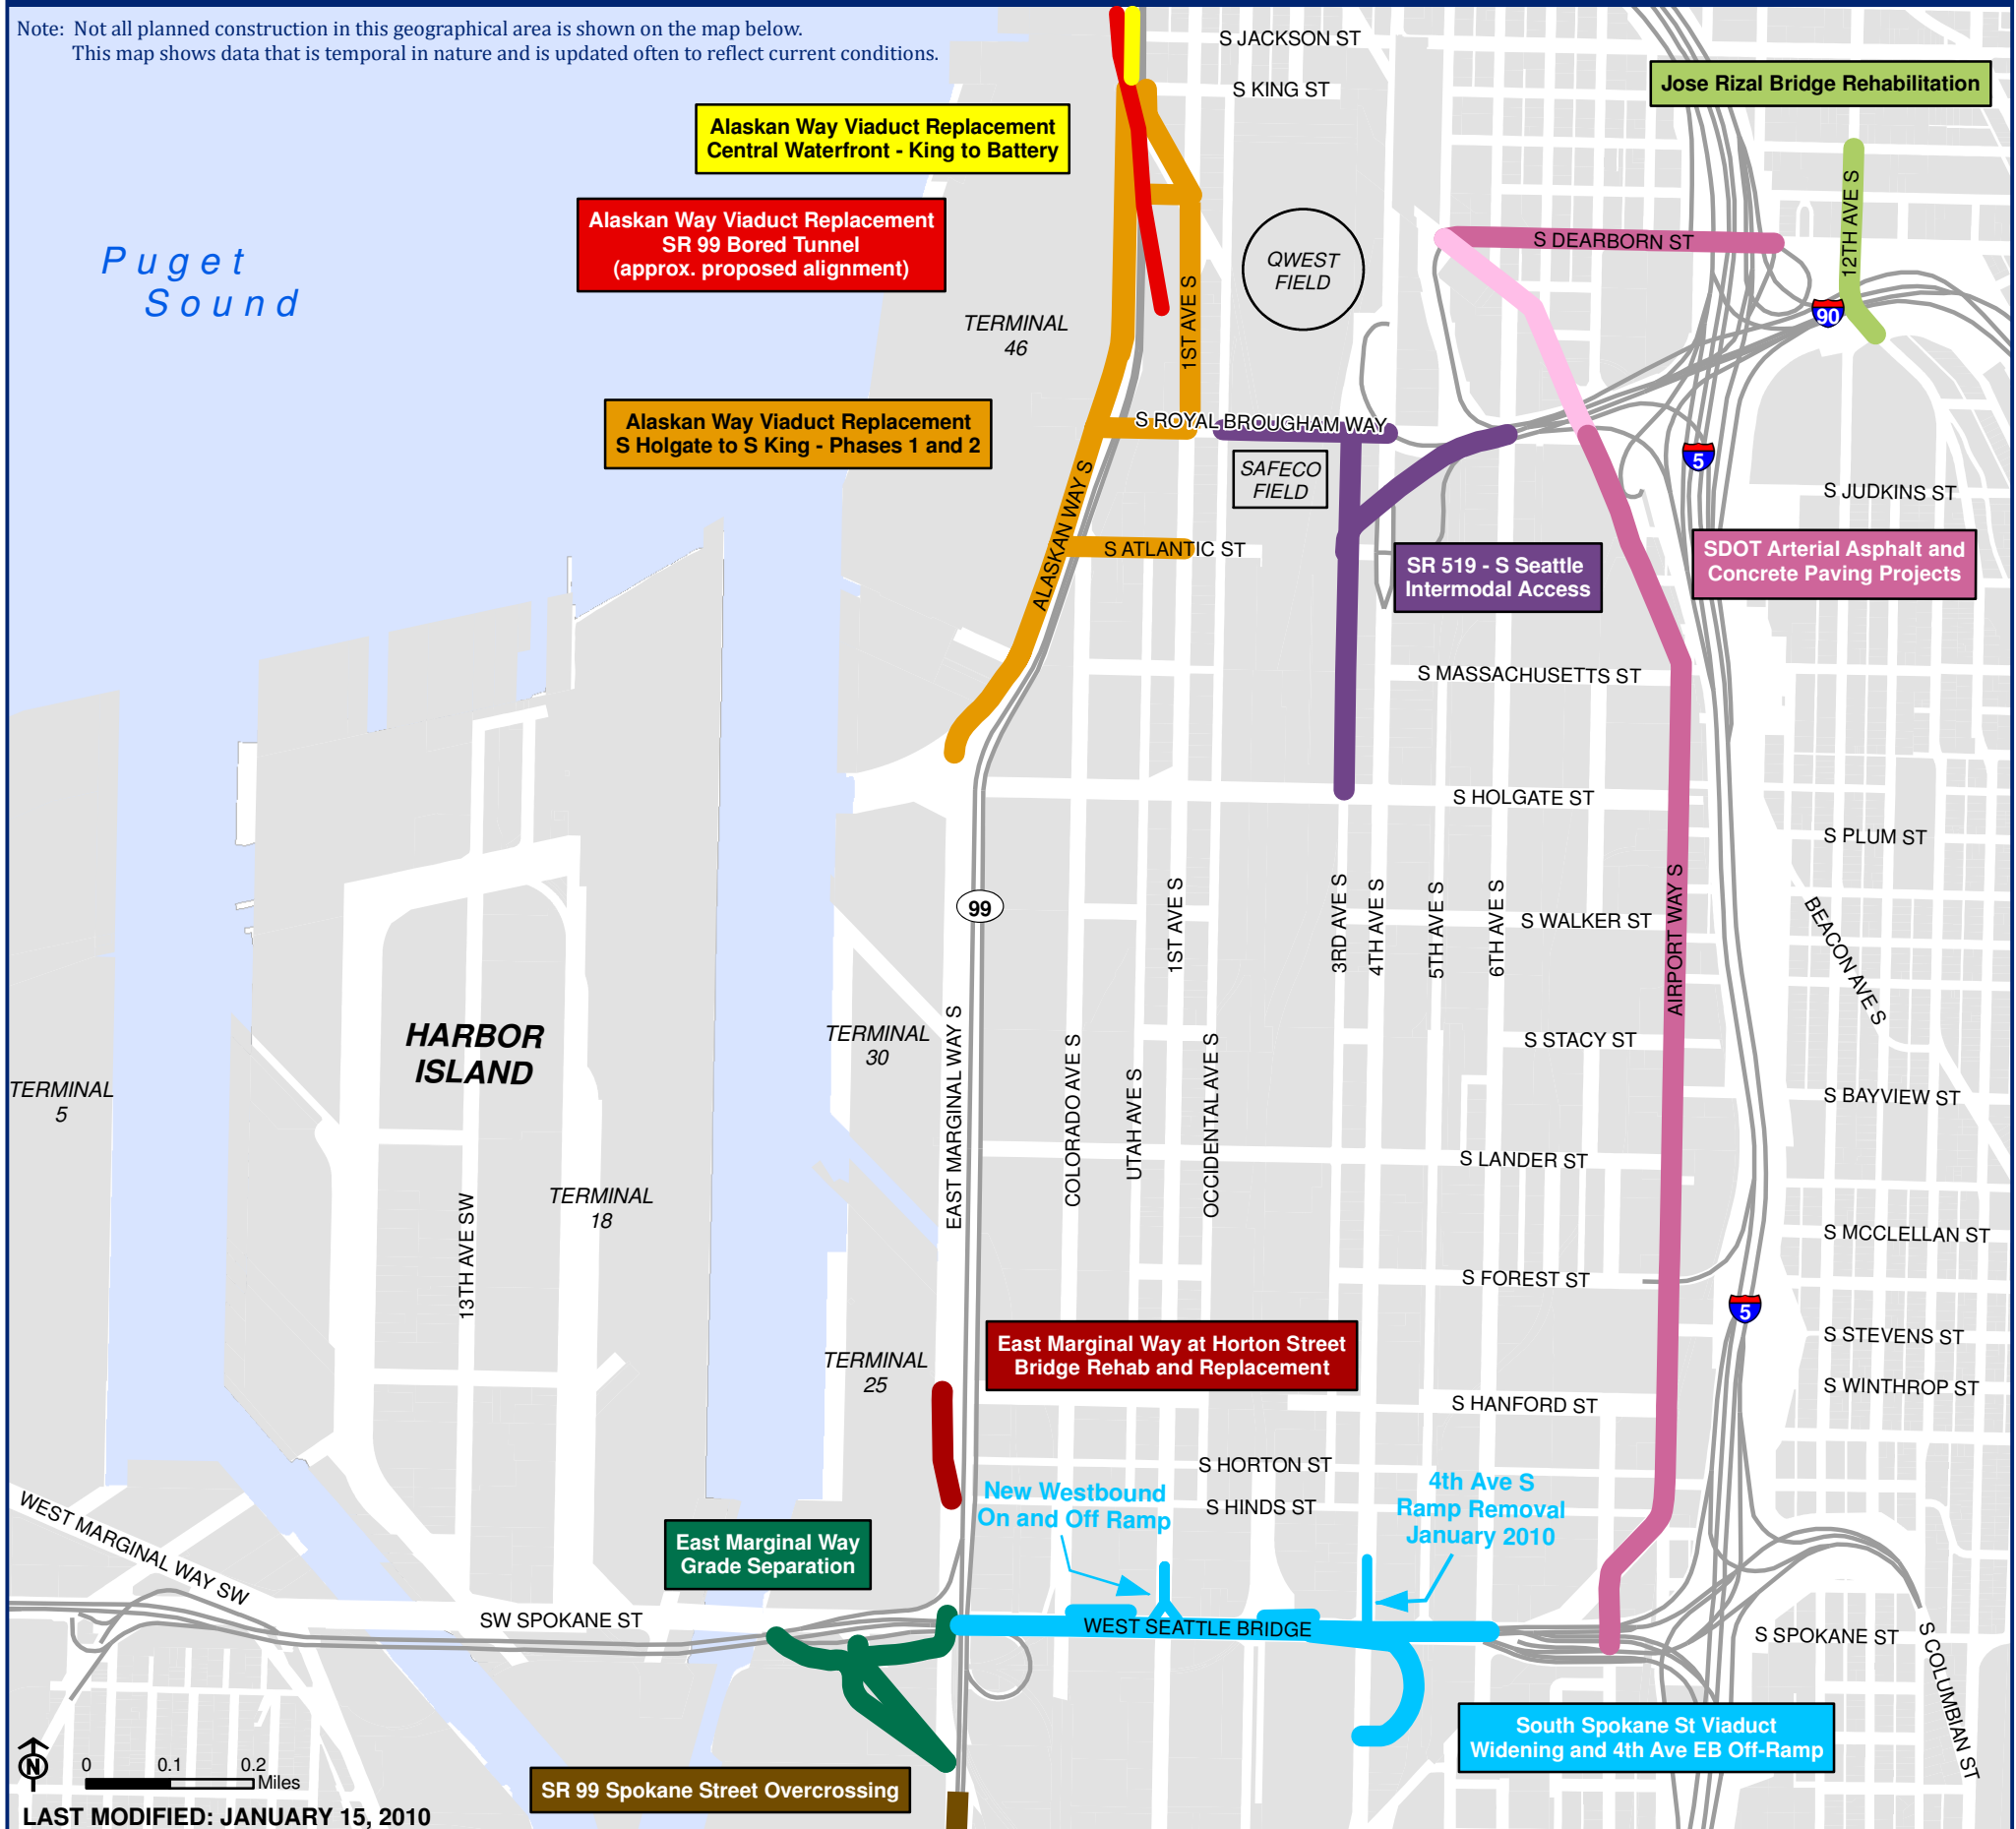 Note: Not all planned construction in this geographical area is shown on the map below.
This map shows data that is temporal in nature and is updated often to reflect current conditions.
S JACKSON ST
S KING ST
Jose Rizal Bridge Rehabilitation
Alaskan Way Viaduct Replacement
Central Waterfront - King to Battery
Alaskan Way Viaduct Replacement
SR 99 Bored Tunnel
(approx. proposed alignment)
Puget
Sound
QWEST
FIELD
S DEARBORN ST
12TH AVE S
90
TERMINAL
46
1ST AVE S
Alaskan Way Viaduct Replacement
S Holgate to S King - Phases 1 and 2
S ROYAL BROUGHAM WAY
SAFECO
FIELD
5
S JUDKINS ST
ALASKAN WAY S
S ATLANTIC ST
SR 519 - S Seattle
Intermodal Access
SDOT Arterial Asphalt and
Concrete Paving Projects
S MASSACHUSETTS ST
S HOLGATE ST
S PLUM ST
99
1ST AVE S
3RD AVE S
4TH AVE S
5TH AVE S
6TH AVE S
S WALKER ST
AIRPORT WAY S
BEACON AVE S
HARBOR
ISLAND
TERMINAL
30
TERMINAL
5
EAST MARGINAL WAY S
COLORADO AVE S
UTAH AVE S
OCCIDENTAL AVE S
S STACY ST
S BAYVIEW ST
S LANDER ST
13TH AVE SW
TERMINAL
18
S MCCLELLAN ST
S FOREST ST
5
S STEVENS ST
East Marginal Way at Horton Street
Bridge Rehab and Replacement
TERMINAL
25
S WINTHROP ST
S HANFORD ST
S HORTON ST
S HINDS ST
New Westbound
On and Off Ramp
4th Ave S
Ramp Removal
January 2010
WEST MARGINAL WAY SW
East Marginal Way
Grade Separation
SW SPOKANE ST
WEST SEATTLE BRIDGE
S SPOKANE ST
S COLUMBIAN ST
South Spokane St Viaduct
Widening and 4th Ave EB Off-Ramp
N
0 0.1 0.2
Miles
SR 99 Spokane Street Overcrossing
LAST MODIFIED: JANUARY 15, 2010